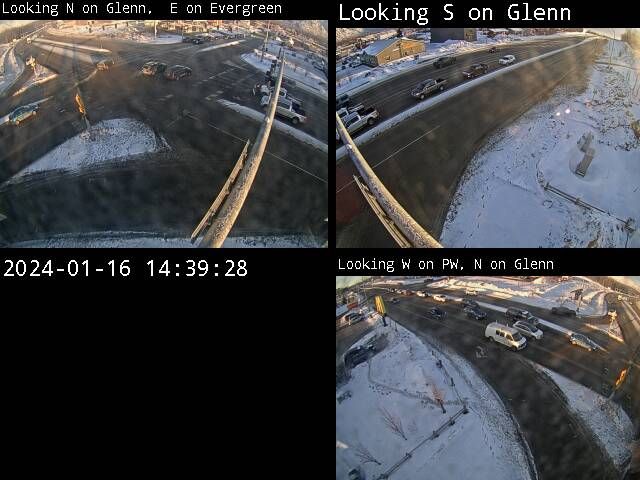 Looking N on Glenn,  E on Evergreen
Looking S on Glenn
2024-01-16 14:39:28
Looking W on PW, N on Glenn